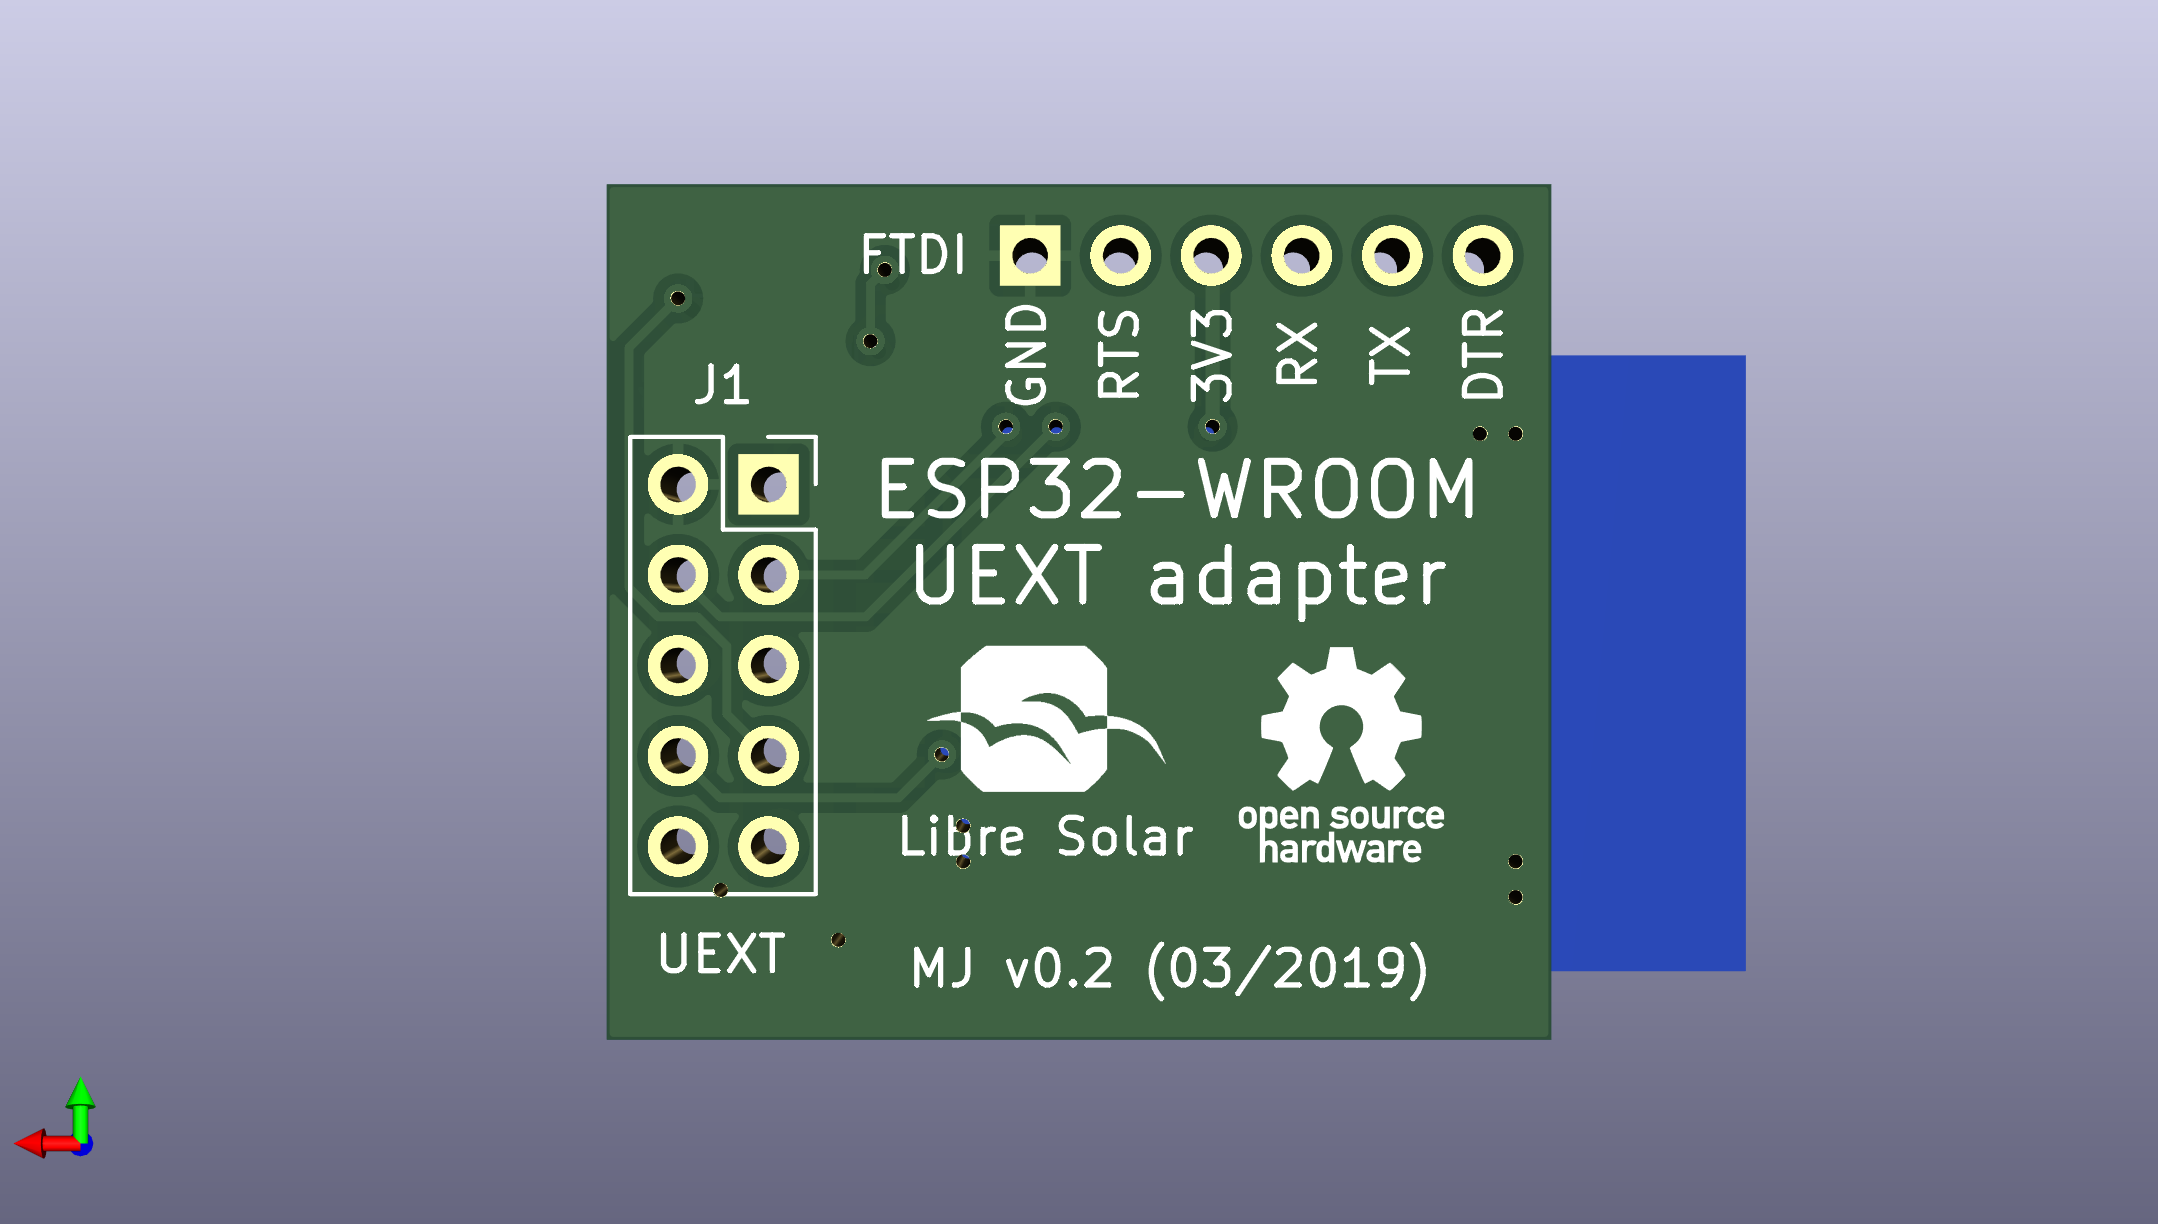 FTDI
GND
RTS
3V3
RX
TX
DTR
J1
ESP32-WROOM
UEXT adapter
Libre Solar
open source
hardware
UEXT
MJ v0.2 (03/2019)